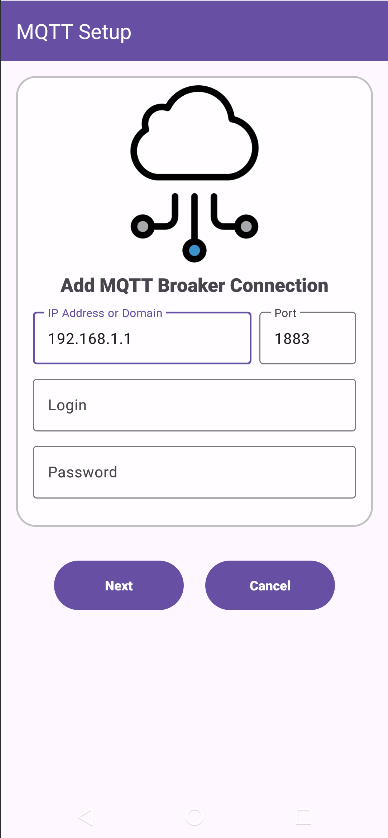 MQTT Setup
Add MQTT Broaker Connection
IP Address or Domain
192.168.1.1
Port
1883
Login
Password
Next
Cancel